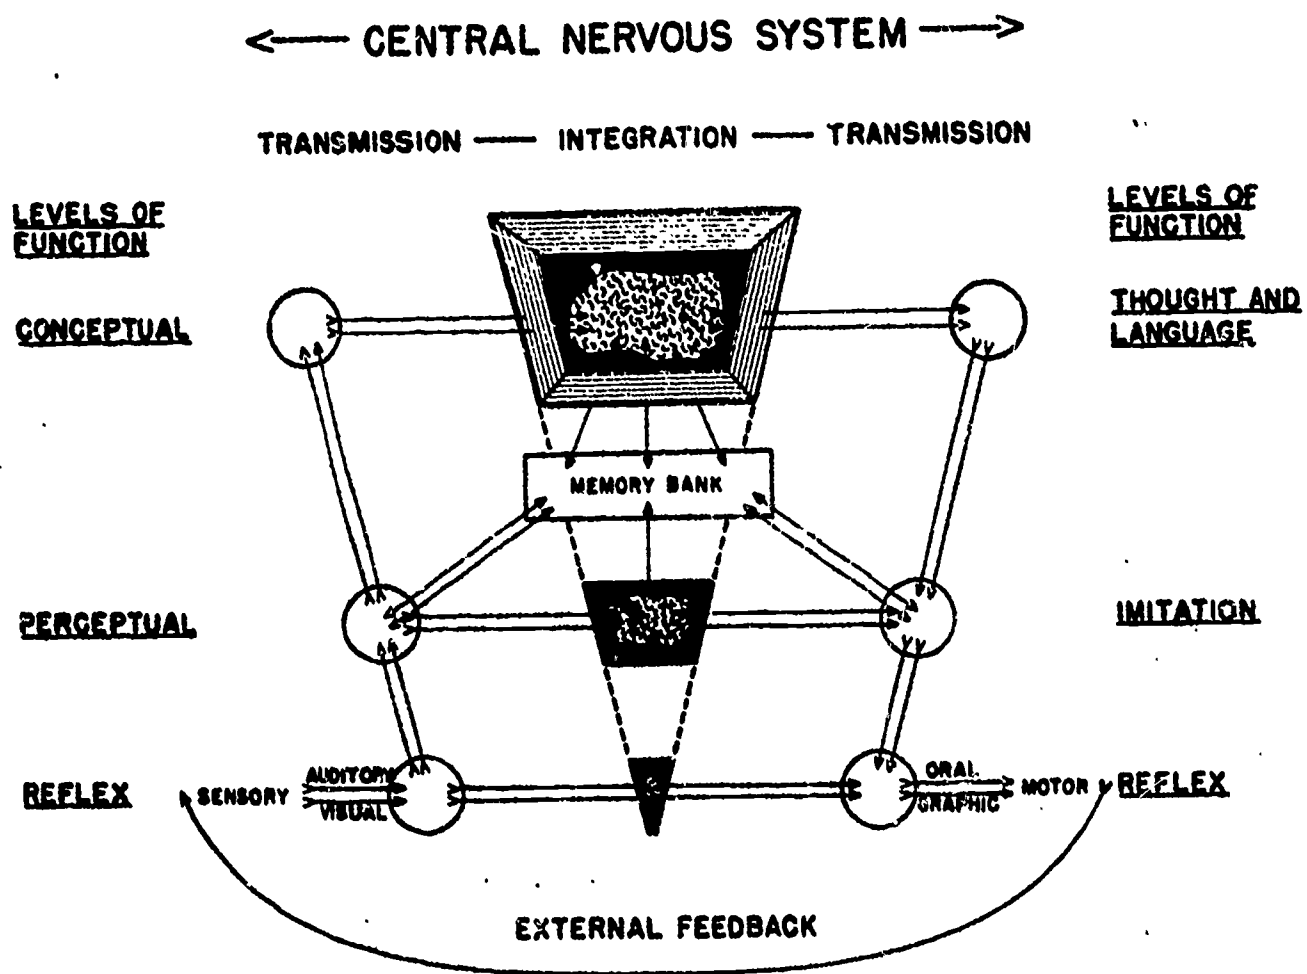 CENTRAL NERVOUS SYSTEM
TRANSMISSION — INTEGRATION — TRANSMISSION
LEVELS OF
FUNCTION
LEVELS OF
FUNCTION
CONCEPTUAL
THOUGHT AND
LANGUAGE
MEMORY BANK
PERCEPTUAL
IMITATION
REFLEX
SENSORY
AUDITORY
VISUAL
ORAL
GRAPHIC
MOTOR
REFLEX
EXTERNAL FEEDBACK